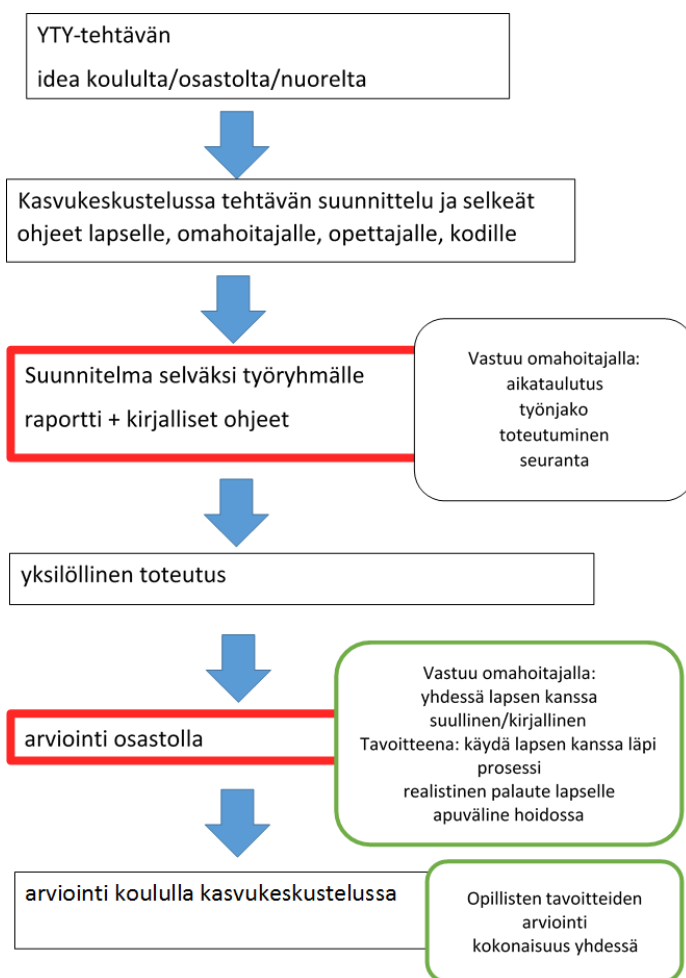 YTY-tehtävän
idea koululta/osastolta/nuorelta
Kasvukeskustelussa tehtävän suunnittelu ja selkeät
ohjeet lapselle, omahoitajalle, opettajalle, kodille
Suunnitelma selväksi työryhmälle
raportti + kirjalliset ohjeet
Vastuu omahoitajalla:
aikataulutus
työnjako
toteutuminen
seuranta
yksilöllinen toteutus
arviointi osastolla
Vastuu omahoitajalla:
yhdessä lapsen kanssa
suullinen/kirjallinen
Tavoitteena: käydä lapsen kanssa läpi
prosessi
realistinen palaute lapselle
apuväline hoidossa
arviointi koululla kasvukeskustelussa
Opillisten tavoitteiden
arviointi
kokonaisuus yhdessä